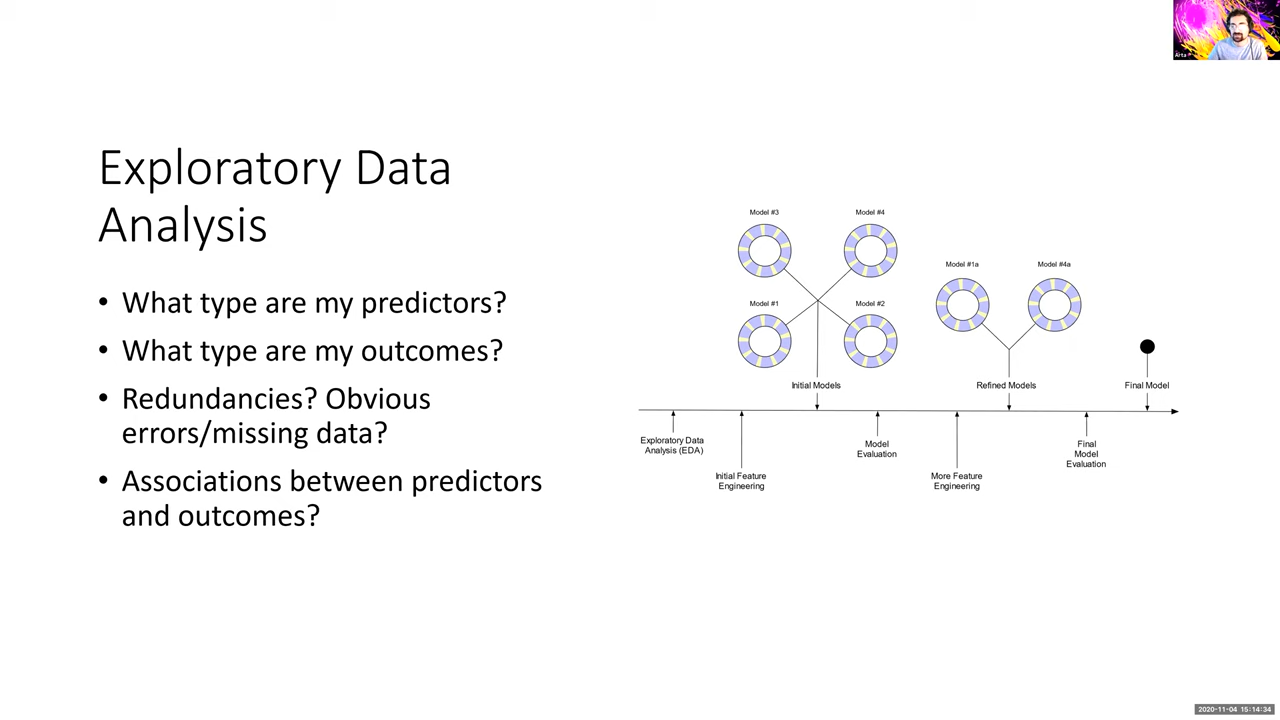 Arta
Exploratory Data
Analysis
• What type are my predictors?
• What type are my outcomes?
• Redundancies? Obvious
errors/missing data?
• Associations between predictors
and outcomes?
Model #3
Model #4
Model #1
Model #2
Model #1a
Model #4a
Initial Models
Refined Models
Final Model
Exploratory Data
Analysis (EDA)
Initial Feature
Engineering
Model
Evaluation
More Feature
Engineering
Final
Model
Evaluation
2020-11-04 15:14:34